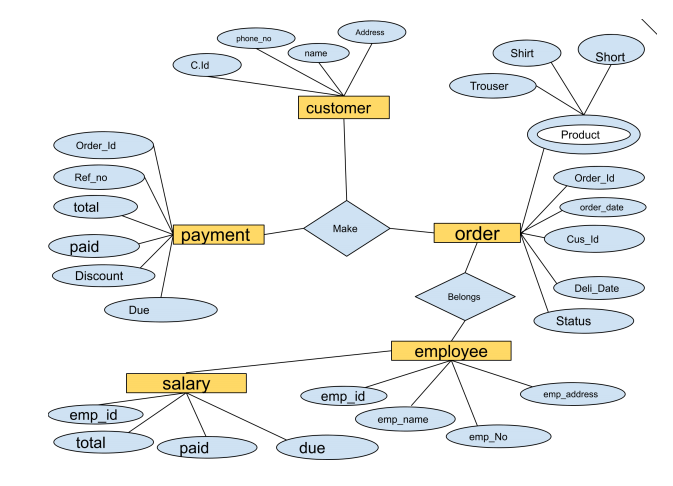 Address
phone_no
name
C.Id
customer
Shirt
Short
Trouser
Product
Order_Id
Ref_no
total
paid
Discount
Due
payment
Make
order
Order_Id
order_date
Cus_Id
Deli_Date
Status
Belongs
employee
salary
emp_id
total
paid
due
emp_id
emp_name
emp_No
emp_address